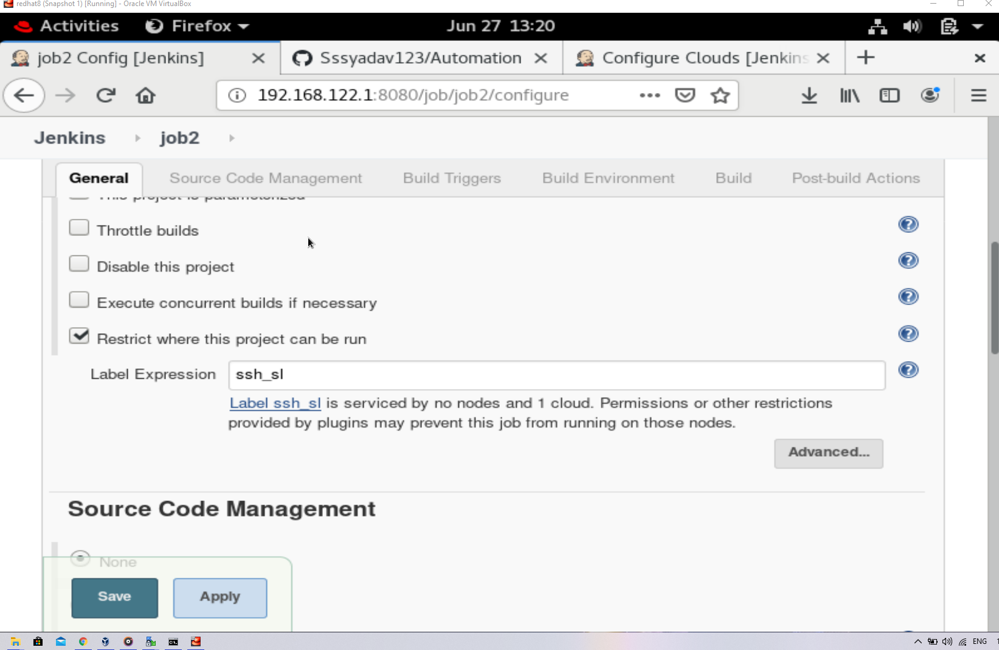 redhat8 (Snapshot 1) [Running] - Oracle VM VirtualBox
Activities Firefox Jun 27 13:20
job2 Config [Jenkins] Sssyadav123/Automation Configure Clouds [Jenkins
192.168.122.1:8080/job/job2/configure
Jenkins job2
General Source Code Management Build Triggers Build Environment Build Post-build Actions
This project is parameterized
Throttle builds
Disable this project
Execute concurrent builds if necessary
Restrict where this project can be run
Label Expression ssh_sl
Label ssh_sl is serviced by no nodes and 1 cloud. Permissions or other restrictions
provided by plugins may prevent this job from running on those nodes.
Advanced...
Source Code Management
None
Save Apply
ENG